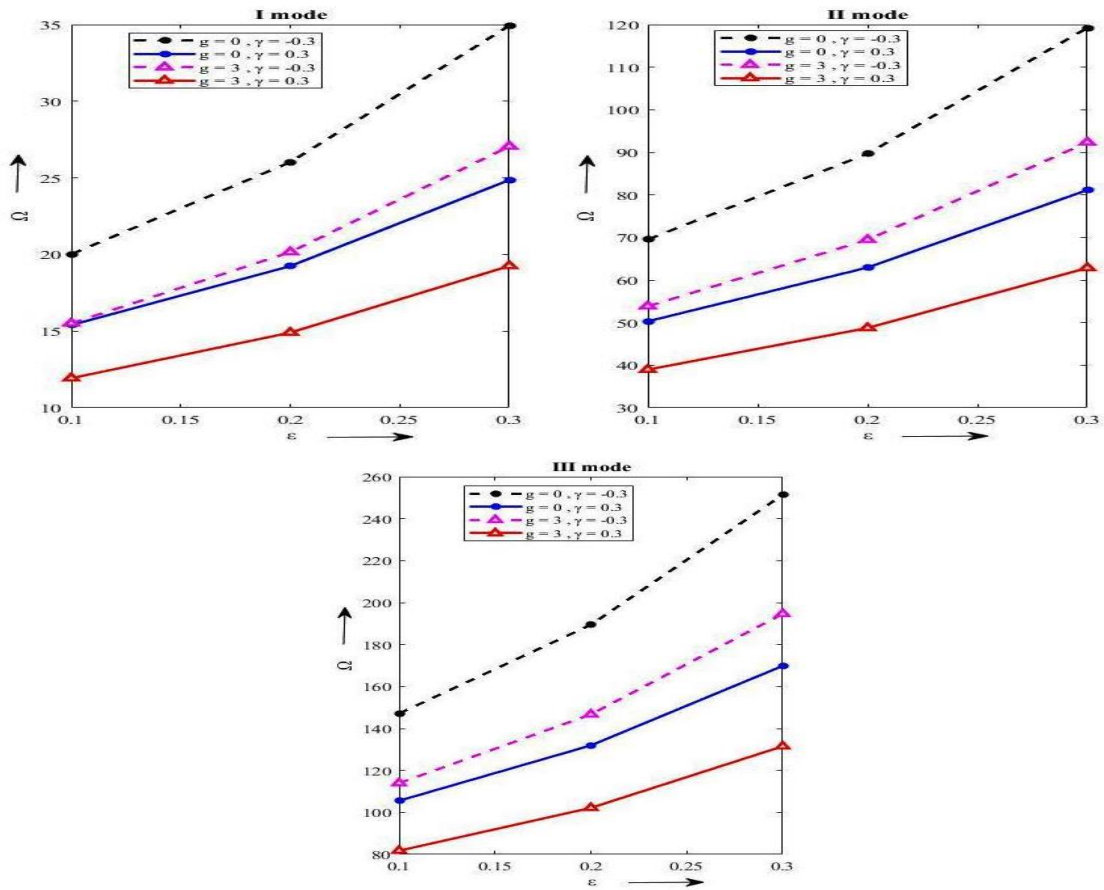 I mode
g = 0 , γ = -0.3
g = 0 , γ = 0.3
g = 3 , γ = -0.3
g = 3 , γ = 0.3
35
30
25
20
15
10
Ω
0.1 0.15 0.2 0.25 0.3
ε
II mode
g = 0 , γ = -0.3
g = 0 , γ = 0.3
g = 3 , γ = -0.3
g = 3 , γ = 0.3
120
110
100
90
80
70
60
50
40
30
Ω
0.1 0.15 0.2 0.25 0.3
ε
III mode
g = 0 , γ = -0.3
g = 0 , γ = 0.3
g = 3 , γ = -0.3
g = 3 , γ = 0.3
260
240
220
200
180
160
140
120
100
80
Ω
0.1 0.15 0.2 0.25 0.3
ε